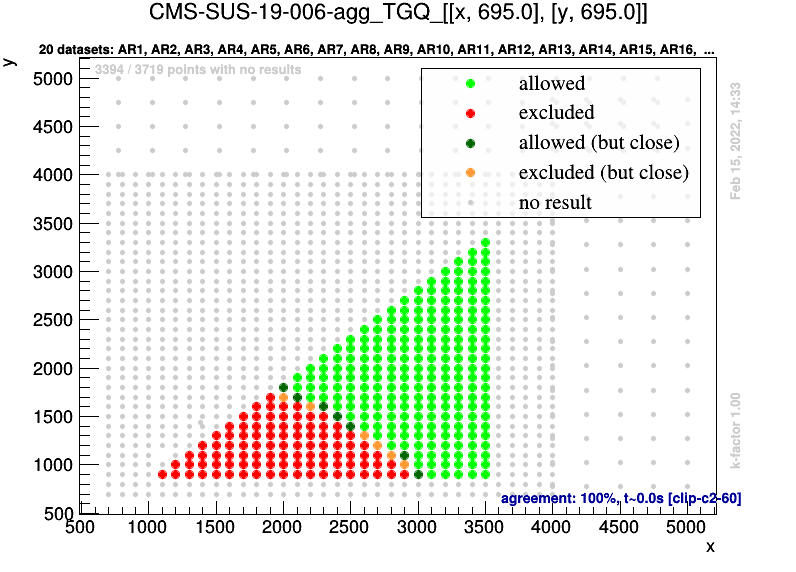 CMS-SUS-19-006-agg_TGQ_[[x, 695.0], [y, 695.0]]
20 datasets: AR1, AR2, AR3, AR4, AR5, AR6, AR7, AR8, AR9, AR10, AR11, AR12, AR13, AR14, AR15, AR16, ...
y
3394 / 3719 points with no results
5000
4500
4000
3500
3000
2500
2000
1500
1000
500
allowed
excluded
allowed (but close)
excluded (but close)
no result
Feb 15, 2022, 14:33
k-factor 1.00
agreement: 100%, t~0.0s [clip-c2-60]
500 1000 1500 2000 2500 3000 3500 4000 4500 5000
x